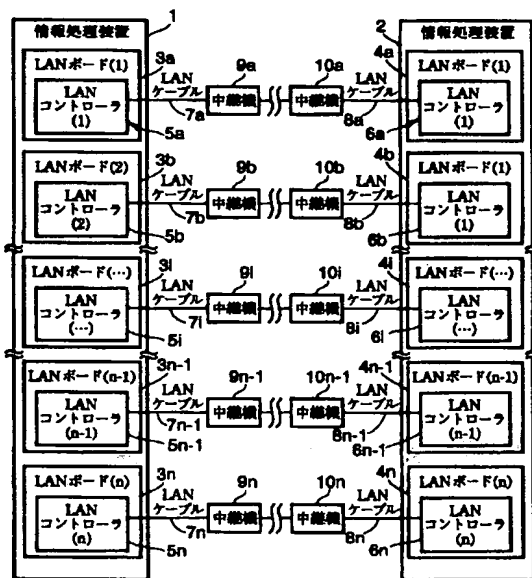 1
2
情報処理装置
情報処理装置
LANボード(1)
3a
LAN
コントローラ
(1)
5a
LAN
ケーブル
7a
9a
中継機
10a
中継機
LAN
ケーブル
8a
4a
LANボード(1)
LAN
コントローラ
(1)
6a
LANボード(2)
3b
LAN
コントローラ
(2)
5b
LAN
ケーブル
7b
9b
中継機
10b
中継機
LAN
ケーブル
8b
4b
LANボード(1)
LAN
コントローラ
(1)
6b
LANボード(…)
3i
LAN
コントローラ
(…)
5i
LAN
ケーブル
7i
9i
中継機
10i
中継機
LAN
ケーブル
8i
4i
LANボード(…)
LAN
コントローラ
(…)
6i
LANボード(n-1)
3n-1
LAN
コントローラ
(n-1)
5n-1
LAN
ケーブル
7n-1
9n-1
中継機
10n-1
中継機
LAN
ケーブル
8n-1
4n-1
LANボード(n-1)
LAN
コントローラ
(n-1)
6n-1
LANボード(n)
3n
LAN
コントローラ
(n)
5n
LAN
ケーブル
7n
9n
中継機
10n
中継機
LAN
ケーブル
8n
4n
LANボード(n)
LAN
コントローラ
(n)
6n